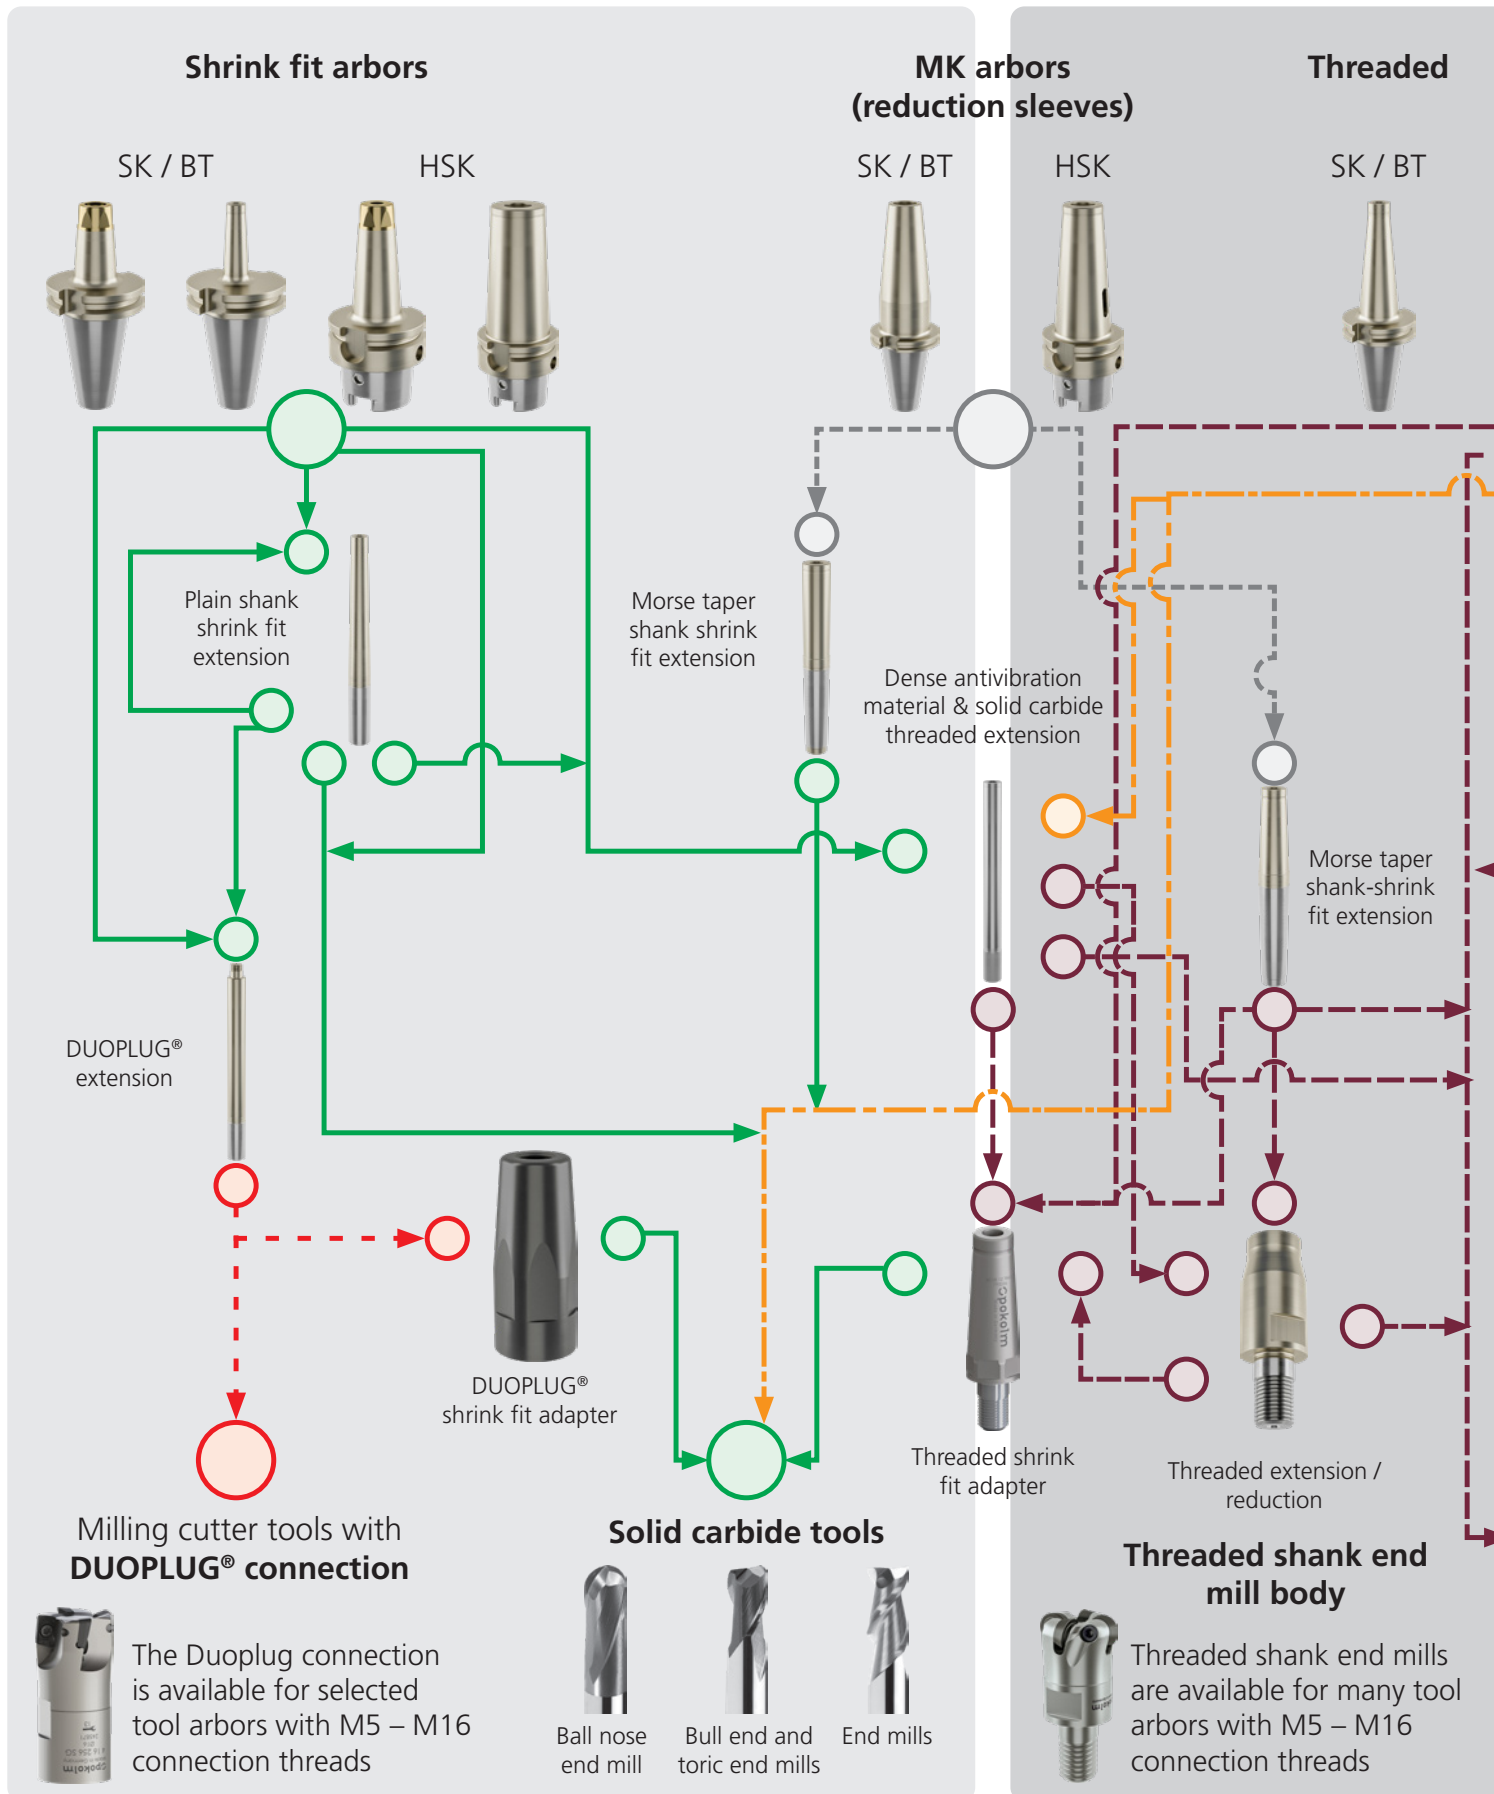 Shrink fit arbors
MK arbors
(reduction sleeves)
Threaded
SK / BT
HSK
SK / BT
HSK
SK / BT
Plain shank
shrink fit
extension
Morse taper
shank shrink
fit extension
Dense antivibration
material & solid carbide
threaded extension
Morse taper
shank-shrink
fit extension
DUOPLUG®
extension
DUOPLUG®
shrink fit adapter
pokolm
Threaded shrink
fit adapter
Threaded extension /
reduction
Milling cutter tools with
DUOPLUG® connection
Solid carbide tools
Threaded shank end
mill body
The Duoplug connection
is available for selected
tool arbors with M5 – M16
connection threads
pokolm
Ball nose
end mill
Bull end and
toric end mills
End mills
Threaded shank end mills
are available for many tool
arbors with M5 – M16
connection threads